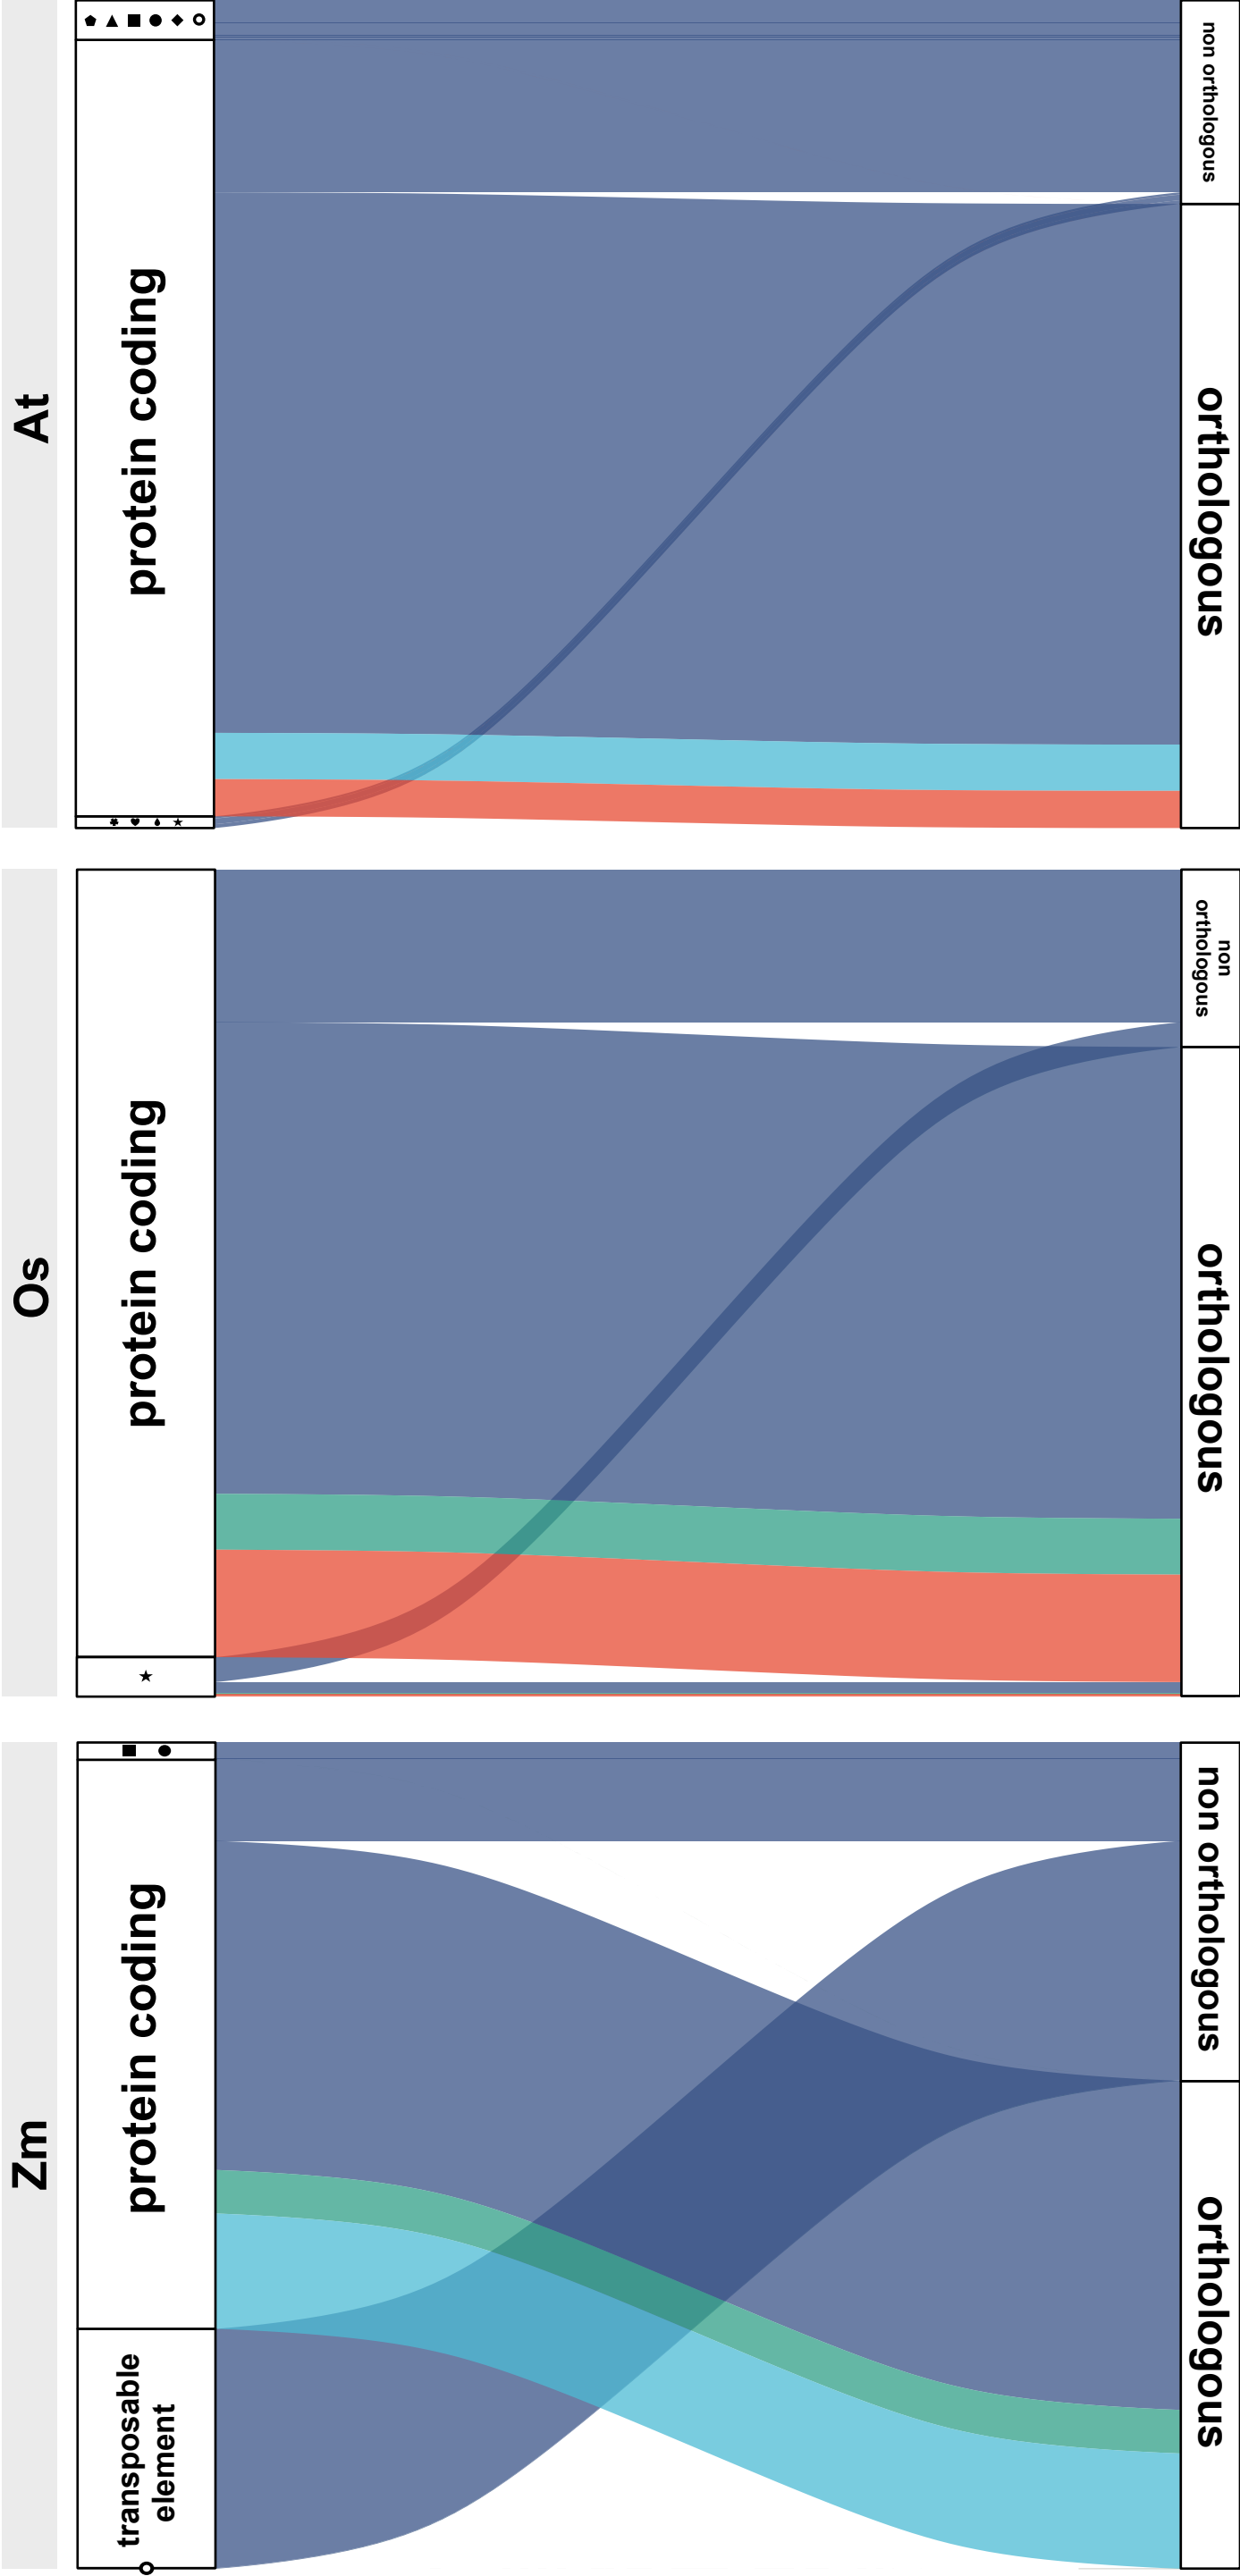 At
protein coding
non orthologous
orthologous
Os
protein coding
non
orthologous
orthologous
Zm
protein coding
transposable
element
non orthologous
orthologous